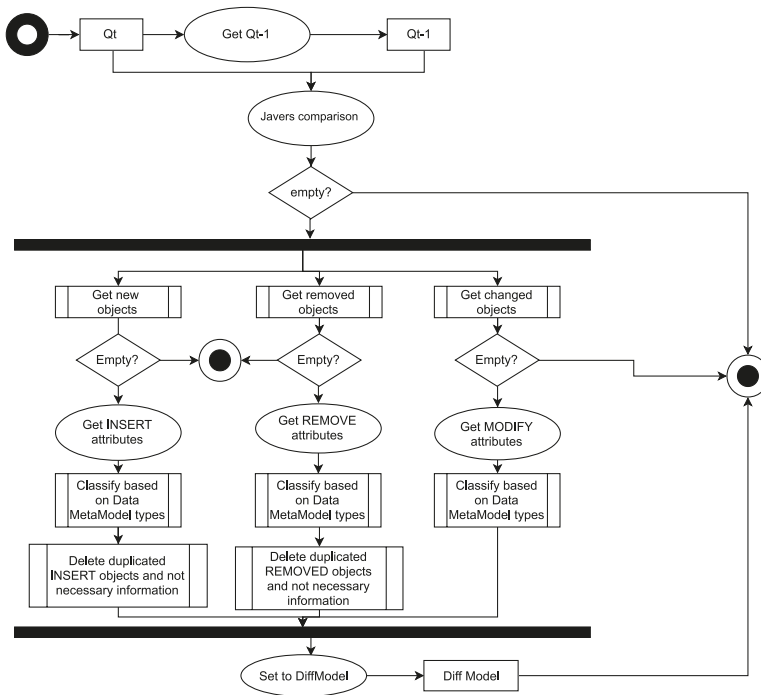 Qt
Get Qt-1
Qt-1
Javers comparison
empty?
Get new
objects
Get removed
objects
Get changed
objects
Empty?
Empty?
Empty?
Get INSERT
attributes
Get REMOVE
attributes
Get MODIFY
attributes
Classify based
on Data
MetaModel types
Classify based
on Data
MetaModel types
Classify based
on Data
MetaModel types
Delete duplicated
INSERT objects and not
necessary information
Delete duplicated
REMOVED objects
and not necessary
information
Set to DiffModel
Diff Model